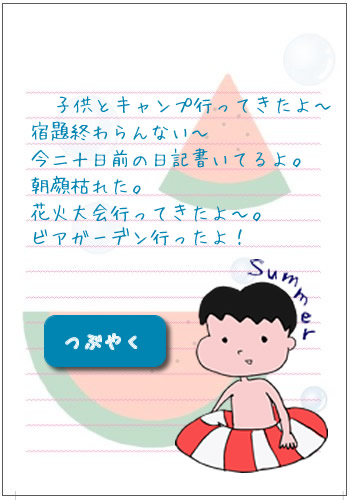 子供とキャンプ行ってきたよ～
宿題終わらんない～
今二十日前の日記書いてるよ。
朝顔枯れた。
花火大会行ってきたよ～。
ビアガーデン行ったよ！
Summer
つぶやく